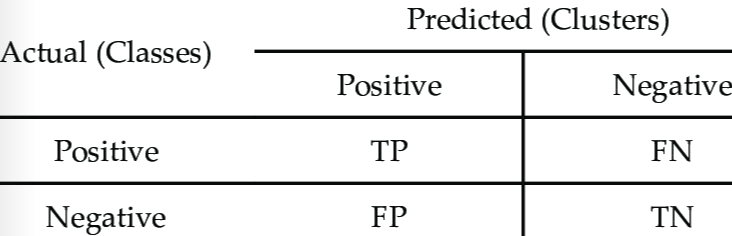 Predicted (Clusters)
Actual (Classes)
Positive Negative
Positive TP FN
Negative FP TN